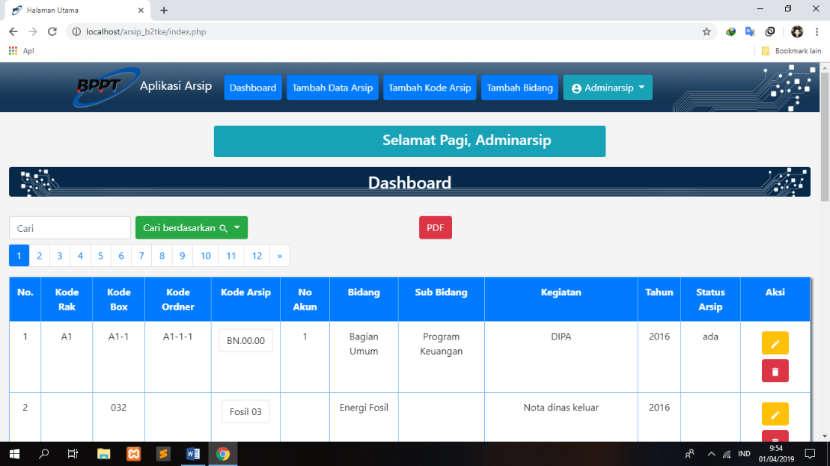 Halaman Utama
localhost/arsip_b2tke/index.php
Apl
Bookmark lain
BPPT Aplikasi Arsip Dashboard Tambah Data Arsip Tambah Kode Arsip Tambah Bidang Adminarsip
Selamat Pagi, Adminarsip
Dashboard
Cari Cari berdasarkan PDF
1 2 3 4 5 6 7 8 9 10 11 12 »
No. Kode Rak Kode Box Kode Ordner Kode Arsip No Akun Bidang Sub Bidang Kegiatan Tahun Status Arsip Aksi
1 A1 A1-1 A1-1-1 BN.00.00 1 Bagian Umum Program Keuangan DIPA 2016 ada
2 032 Fosil 03 Energi Fosil Nota dinas keluar 2016
IND 9:54
01/04/2019